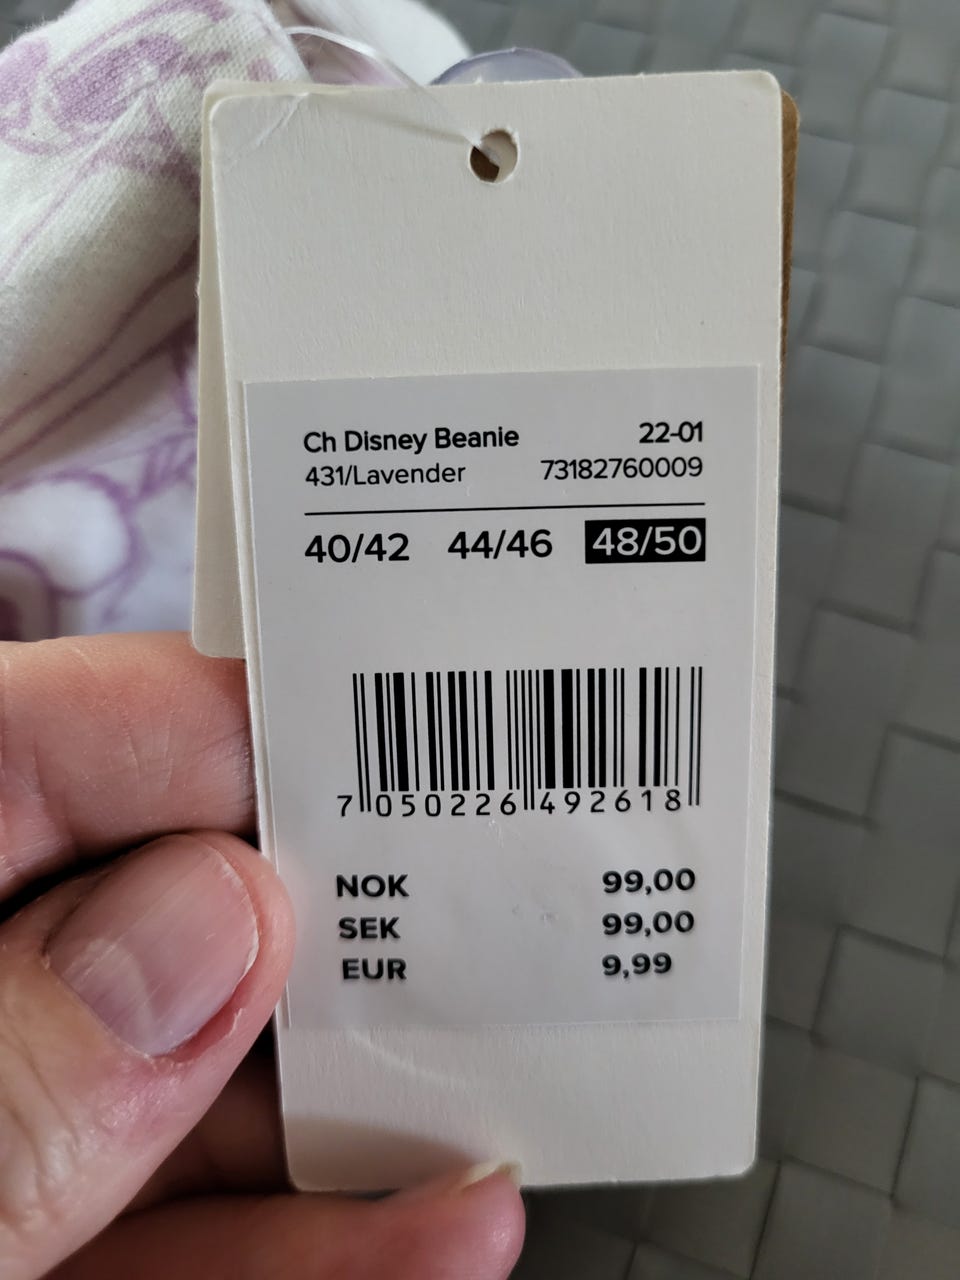 Ch Disney Beanie 22-01
431/Lavender 73182760009
40/42 44/46 48/50
7 050226 492618
NOK 99,00
SEK 99,00
EUR 9,99